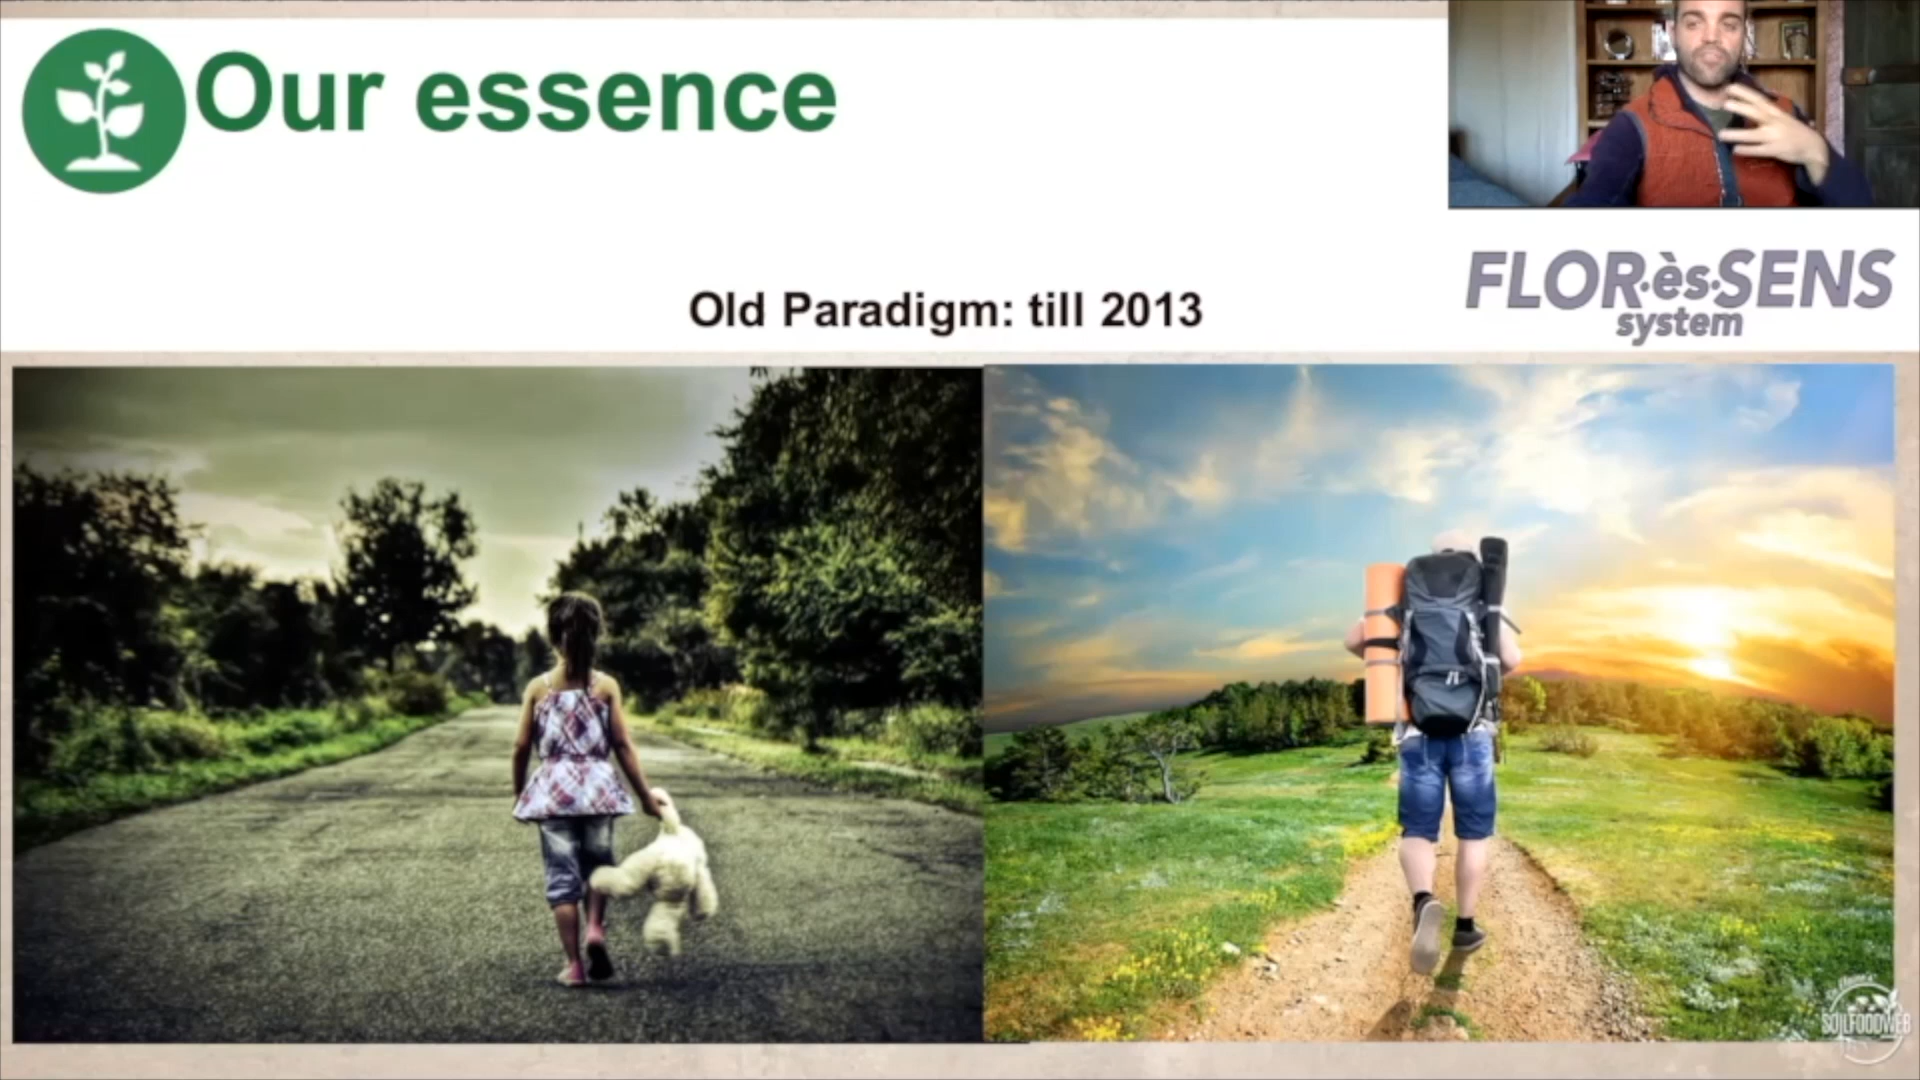 Our essence
Old Paradigm: till 2013
FLOR·ès·SENS
system
SOILFOODWEB